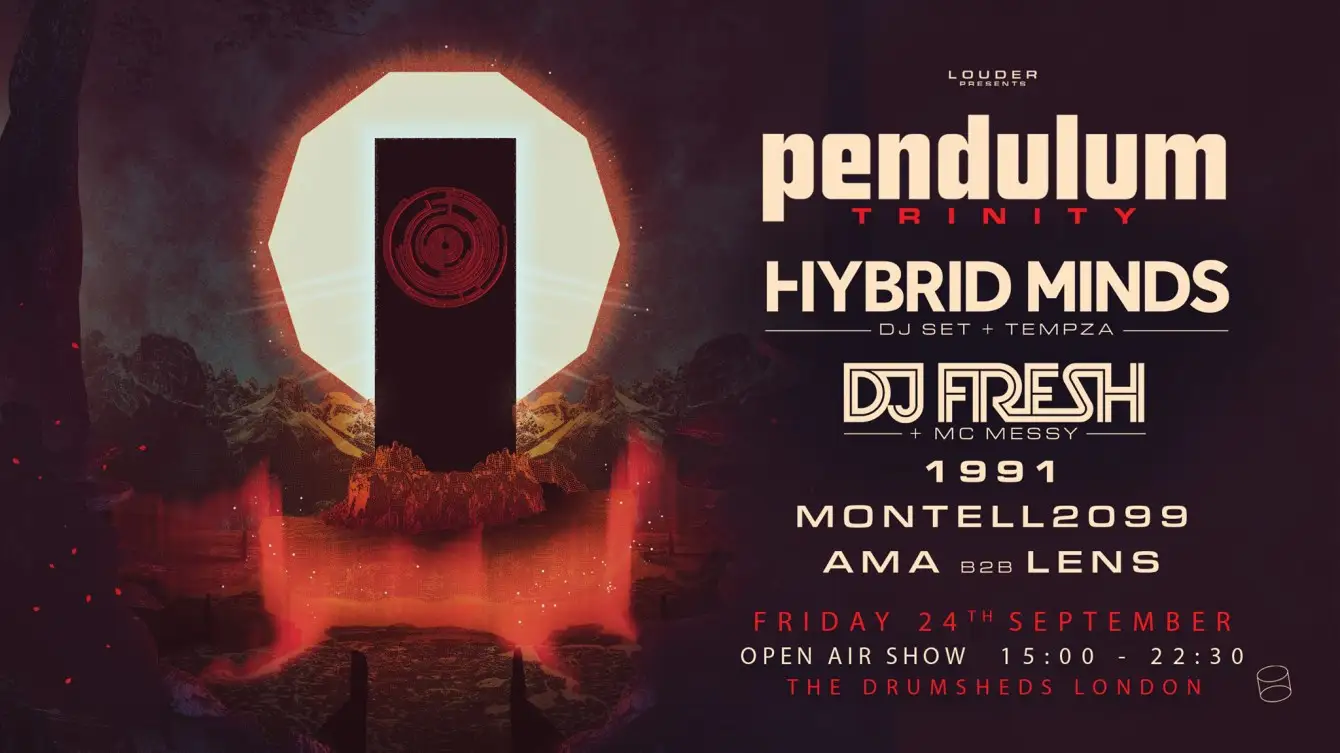 LOUDER
PRESENTS
pendulum
TRINITY
HYBRID MINDS
DJ SET + TEMPZA
DJ FRESH
+ MC MESSY
1991
MONTELL2099
AMA B2B LENS
FRIDAY 24TH SEPTEMBER
OPEN AIR SHOW 15:00 - 22:30
THE DRUMSHEDS LONDON